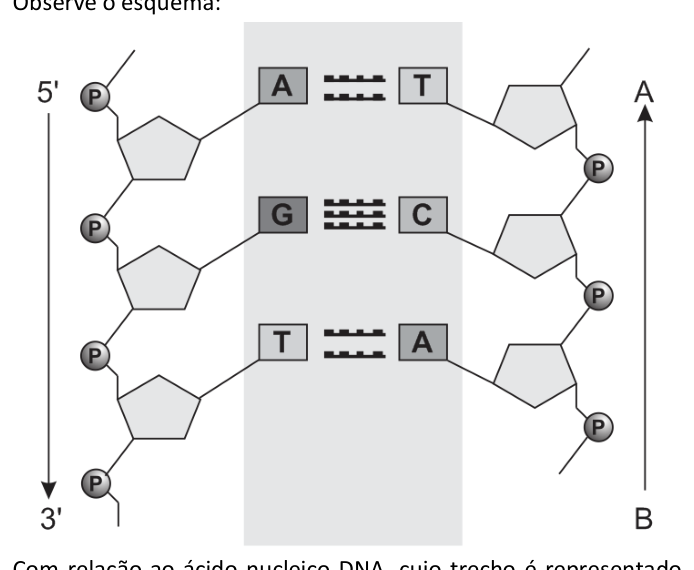 Observe o esquema:
5' P A T A
P
P G C
P
P T A
P
P
3' B
Com relação ao ácido nucleico DNA, cujo trecho é representado